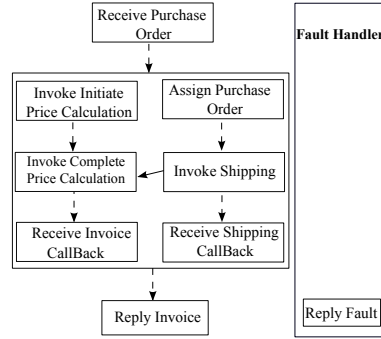 Receive Purchase
Order
Fault Handler
Invoke Initiate
Price Calculation
Assign Purchase
Order
Invoke Complete
Price Calculation
Invoke Shipping
Receive Invoice
CallBack
Receive Shipping
CallBack
Reply Invoice
Reply Fault